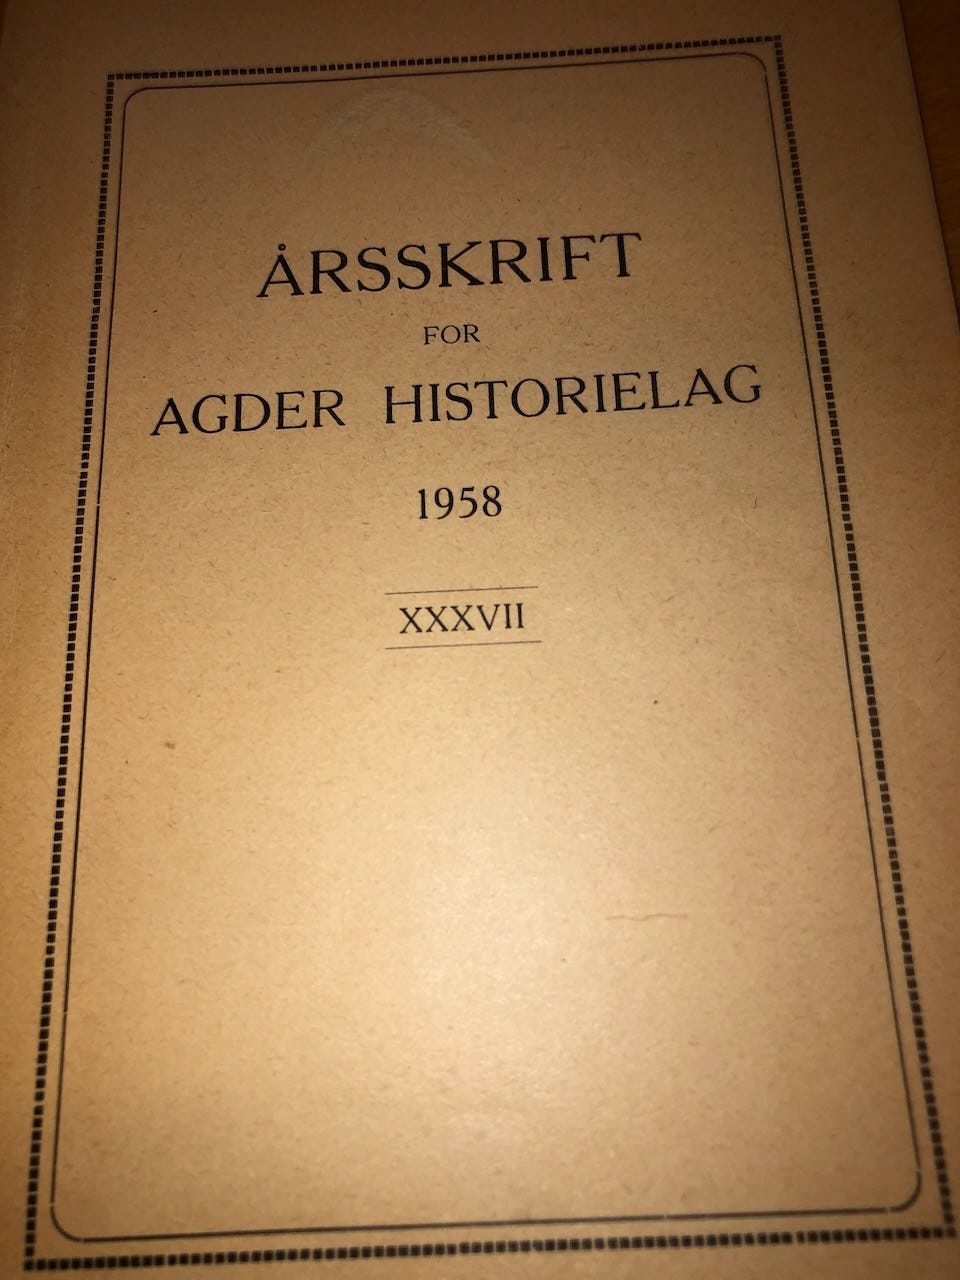 ÅRSSKRIFT
FOR
AGDER HISTORIELAG
1958
XXXVII